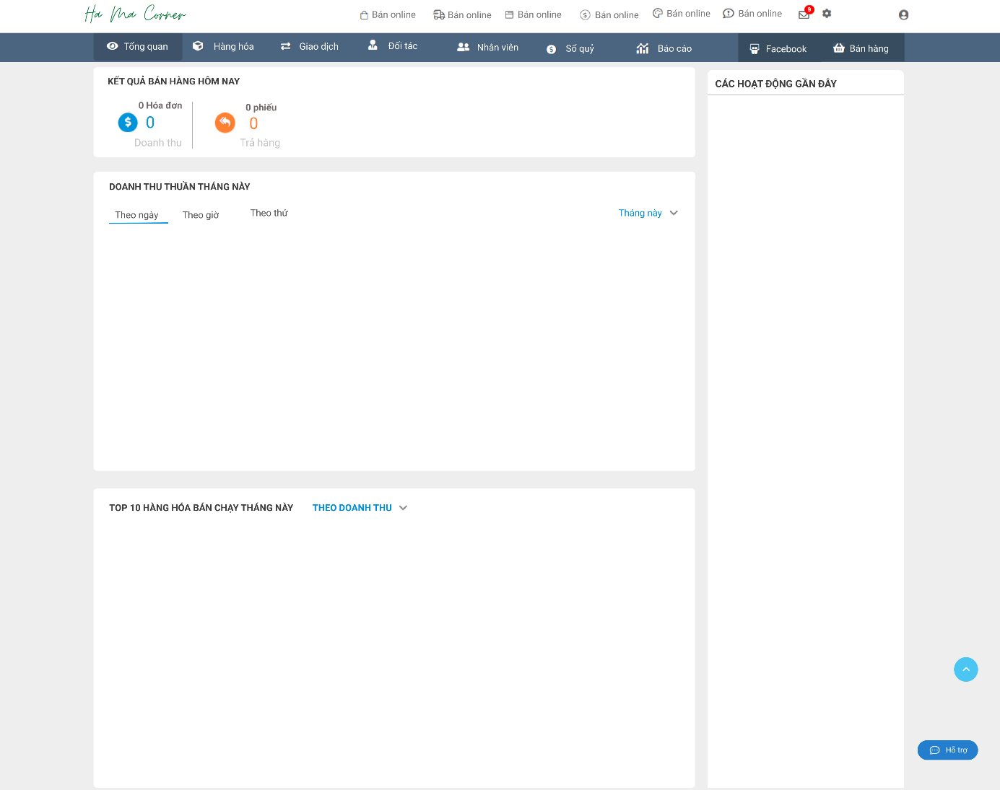 Ha Ma Corner
Bán online
Bán online
Bán online
Bán online
Bán online
Bán online
9
Tổng quan
Hàng hóa
Giao dịch
Đối tác
Nhân viên
Sổ quỷ
Báo cáo
Facebook
Bán hàng
KẾT QUẢ BÁN HÀNG HÔM NAY
0 Hóa đơn
0
Doanh thu
0 phiếu
0
Trả hàng
CÁC HOẠT ĐỘNG GẦN ĐÂY
DOANH THU THUẦN THÁNG NÀY
Theo ngày
Theo giờ
Theo thứ
Tháng này
TOP 10 HÀNG HÓA BÁN CHẠY THÁNG NÀY
THEO DOANH THU
Hỗ trợ